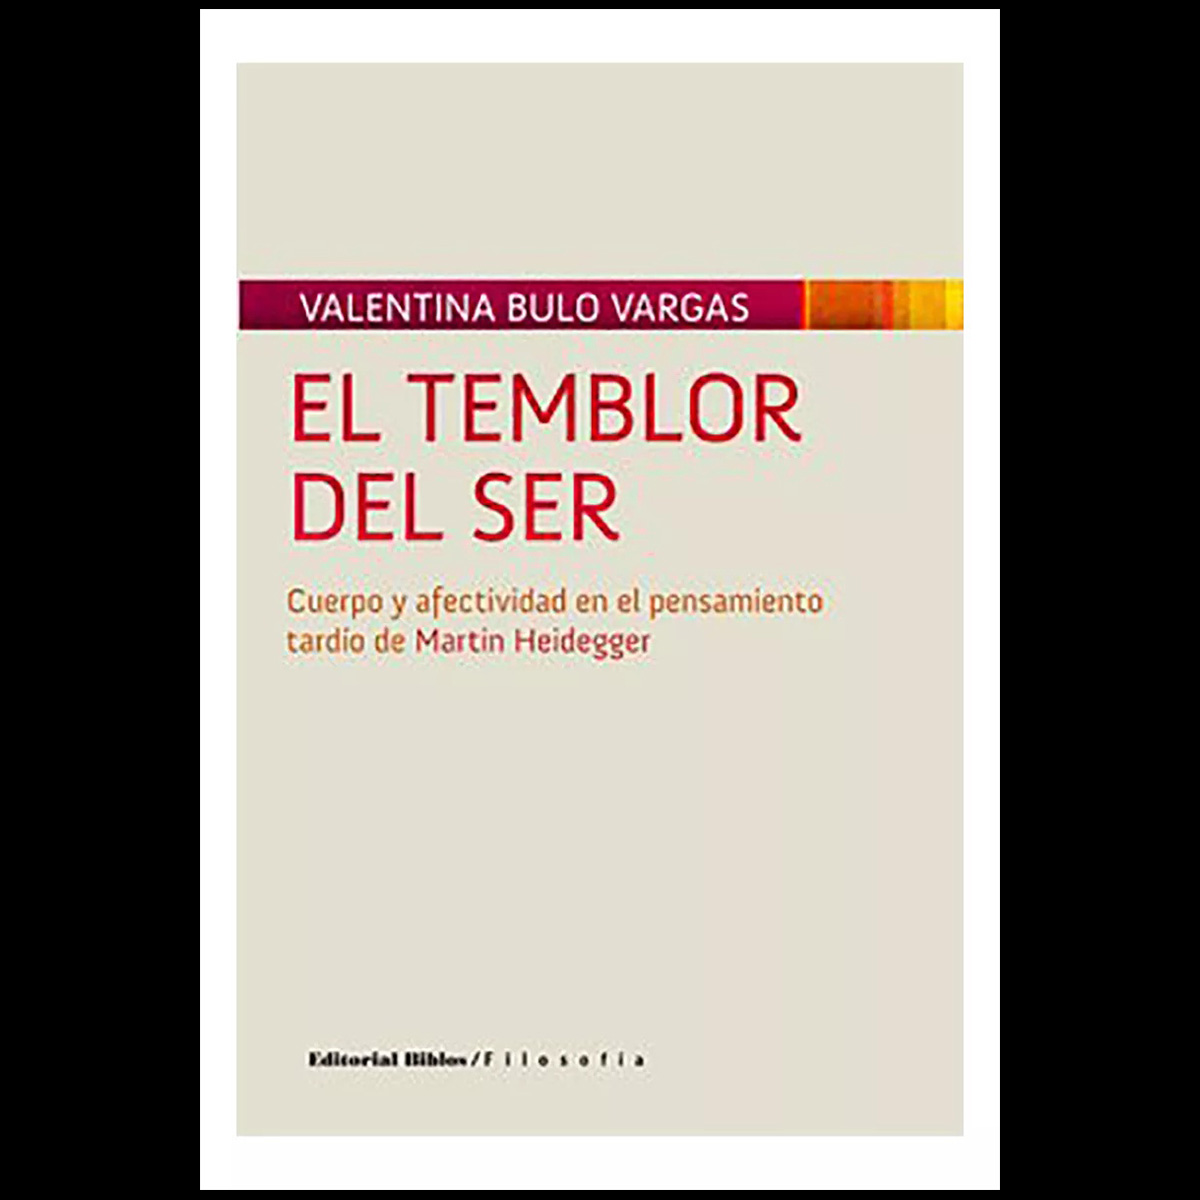 VALENTINA BULO VARGAS
EL TEMBLOR
DEL SER
Cuerpo y afectividad en el pensamiento
tardío de Martin Heidegger
Editorial Biblos/Filosofía